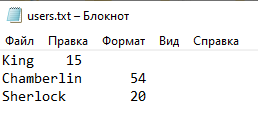 users.txt – Блокнот
Файл Правка Формат Вид Справка
King 15
Chamberlin 54
Sherlock 20